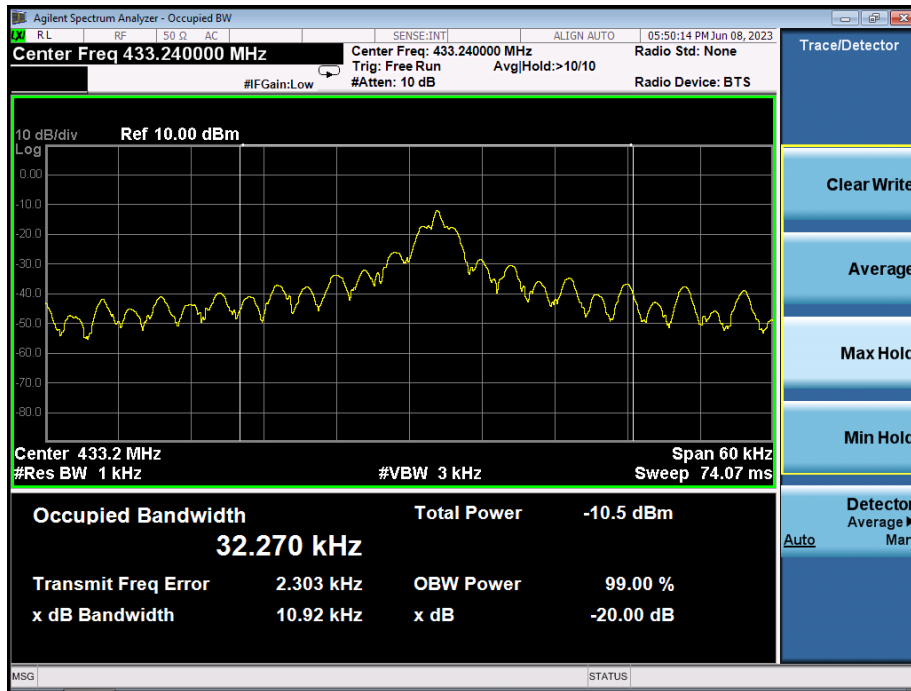 Agilent Spectrum Analyzer - Occupied BW
LXI RL RF 50 Ω AC SENSE:INT ALIGN AUTO 05:50:14 PM Jun 08, 2023
Center Freq 433.240000 MHz
Center Freq: 433.240000 MHz Radio Std: None
Trig: Free Run Avg|Hold:>10/10
#IFGain:Low #Atten: 10 dB Radio Device: BTS
Trace/Detector
10 dB/div Ref 10.00 dBm
Log
0.00
-10.0
-20.0
-30.0
-40.0
-50.0
-60.0
-70.0
-80.0
Center 433.2 MHz Span 60 kHz
#Res BW 1 kHz #VBW 3 kHz Sweep 74.07 ms
Occupied Bandwidth Total Power -10.5 dBm
32.270 kHz
Transmit Freq Error 2.303 kHz OBW Power 99.00 %
x dB Bandwidth 10.92 kHz x dB -20.00 dB
Clear Write
Average
Max Hold
Min Hold
Detector
Average
Auto Man
MSG STATUS